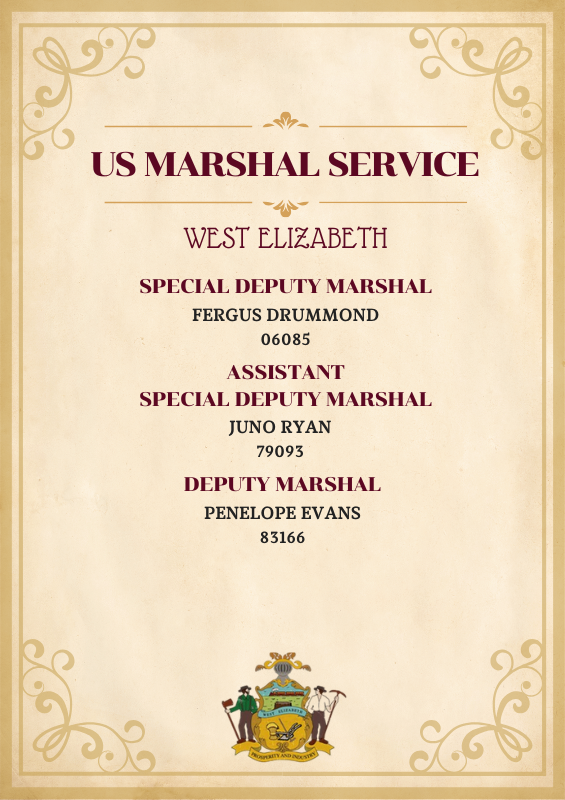 US MARSHAL SERVICE
WEST ELIZABETH
SPECIAL DEPUTY MARSHAL
FERGUS DRUMMOND
06085
ASSISTANT
SPECIAL DEPUTY MARSHAL
JUNO RYAN
79093
DEPUTY MARSHAL
PENELOPE EVANS
83166
WEST ELIZABETH
PROSPERITY AND INDUSTRY